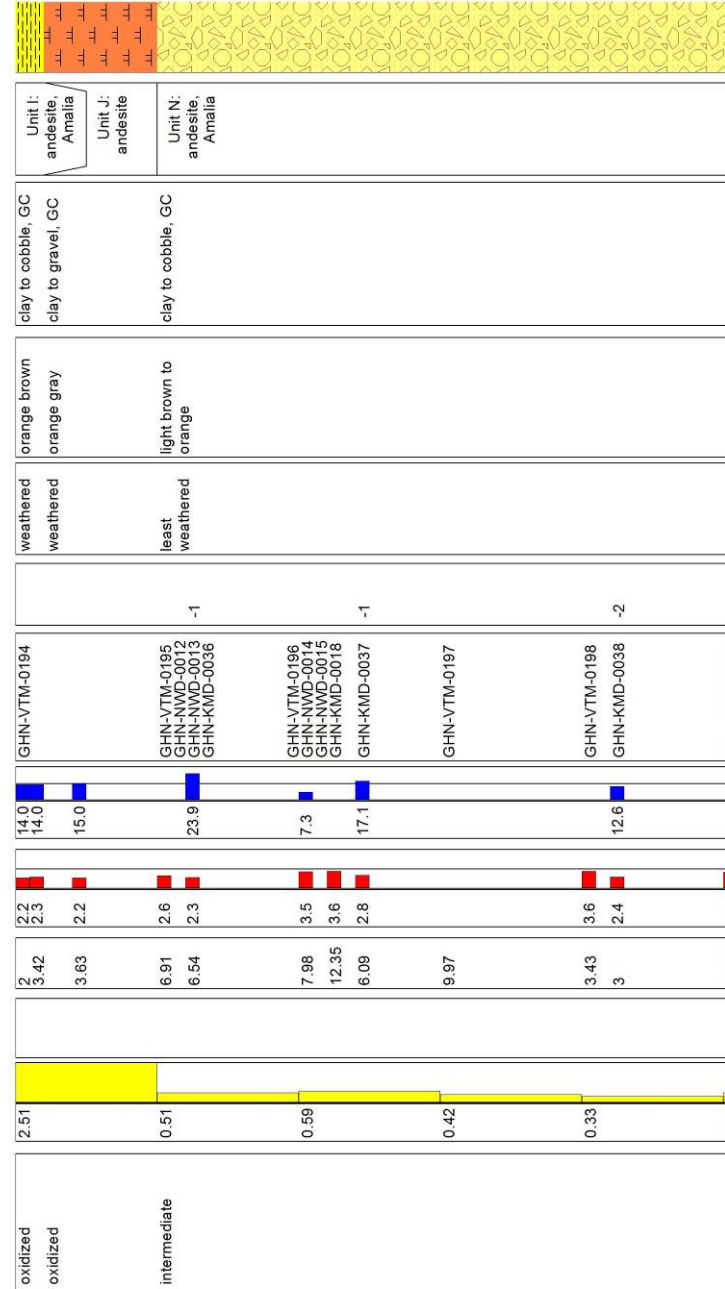 Unit I:
andesite,
Amalia
Unit J:
andesite
Unit N:
andesite,
Amalia
clay to cobble, GC
clay to gravel, GC
clay to cobble, GC
orange brown
orange gray
light brown to
orange
weathered
weathered
least
weathered
-1
-1
-2
GHN-VTM-0194
GHN-VTM-0195
GHN-NWD-0012
GHN-NWD-0013
GHN-KMD-0036
GHN-VTM-0196
GHN-NWD-0014
GHN-NWD-0015
GHN-KMD-0018
GHN-KMD-0037
GHN-VTM-0197
GHN-VTM-0198
GHN-KMD-0038
14.0
14.0
15.0
23.9
7.3
17.1
12.6
2.2
2.3
2.2
2.6
2.3
3.5
3.6
2.8
3.6
2.4
2
3.42
3.63
6.91
6.54
7.98
12.35
6.09
9.97
3.43
3
2.51
0.51
0.59
0.42
0.33
oxidized
oxidized
intermediate